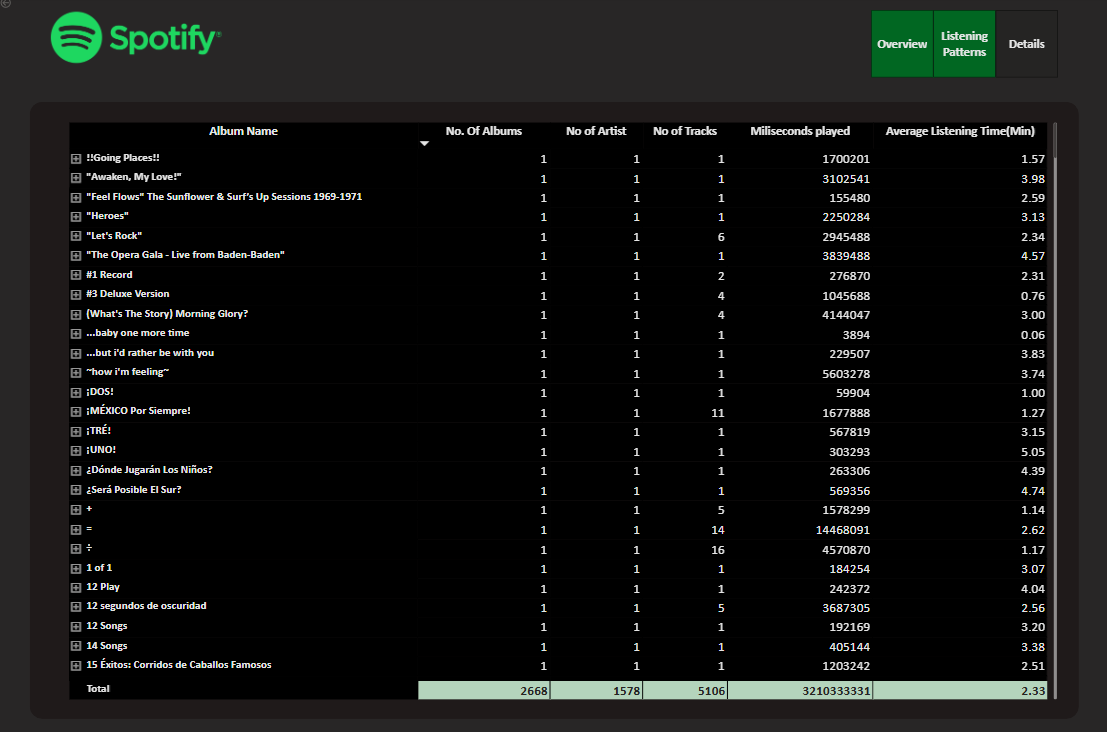 Spotify®
Overview Listening Patterns Details
Album Name No. Of Albums No of Artist No of Tracks Miliseconds played Average Listening Time(Min)
!!Going Places!! 1 1 1 1700201 1.57
"Awaken, My Love!" 1 1 1 3102541 3.98
"Feel Flows" The Sunflower & Surf's Up Sessions 1969-1971 1 1 1 155480 2.59
"Heroes" 1 1 1 2250284 3.13
"Let's Rock" 1 1 6 2945488 2.34
"The Opera Gala - Live from Baden-Baden" 1 1 1 3839488 4.57
#1 Record 1 1 2 276870 2.31
#3 Deluxe Version 1 1 4 1045688 0.76
(What's The Story) Morning Glory? 1 1 4 4144047 3.00
...baby one more time 1 1 1 3894 0.06
...but i'd rather be with you 1 1 1 229507 3.83
~how i'm feeling~ 1 1 1 5603278 3.74
¡DOS! 1 1 1 59904 1.00
¡MÉXICO Por Siempre! 1 1 11 1677888 1.27
¡TRÉ! 1 1 1 567819 3.15
¡UNO! 1 1 1 303293 5.05
¿Dónde Jugarán Los Niños? 1 1 1 263306 4.39
¿Será Posible El Sur? 1 1 1 569356 4.74
+ 1 1 5 1578299 1.14
= 1 1 14 14468091 2.62
÷ 1 1 16 4570870 1.17
1 of 1 1 1 1 184254 3.07
12 Play 1 1 1 242372 4.04
12 segundos de oscuridad 1 1 5 3687305 2.56
12 Songs 1 1 1 192169 3.20
14 Songs 1 1 1 405144 3.38
15 Éxitos: Corridos de Caballos Famosos 1 1 1 1203242 2.51
Total 2668 1578 5106 3210333331 2.33